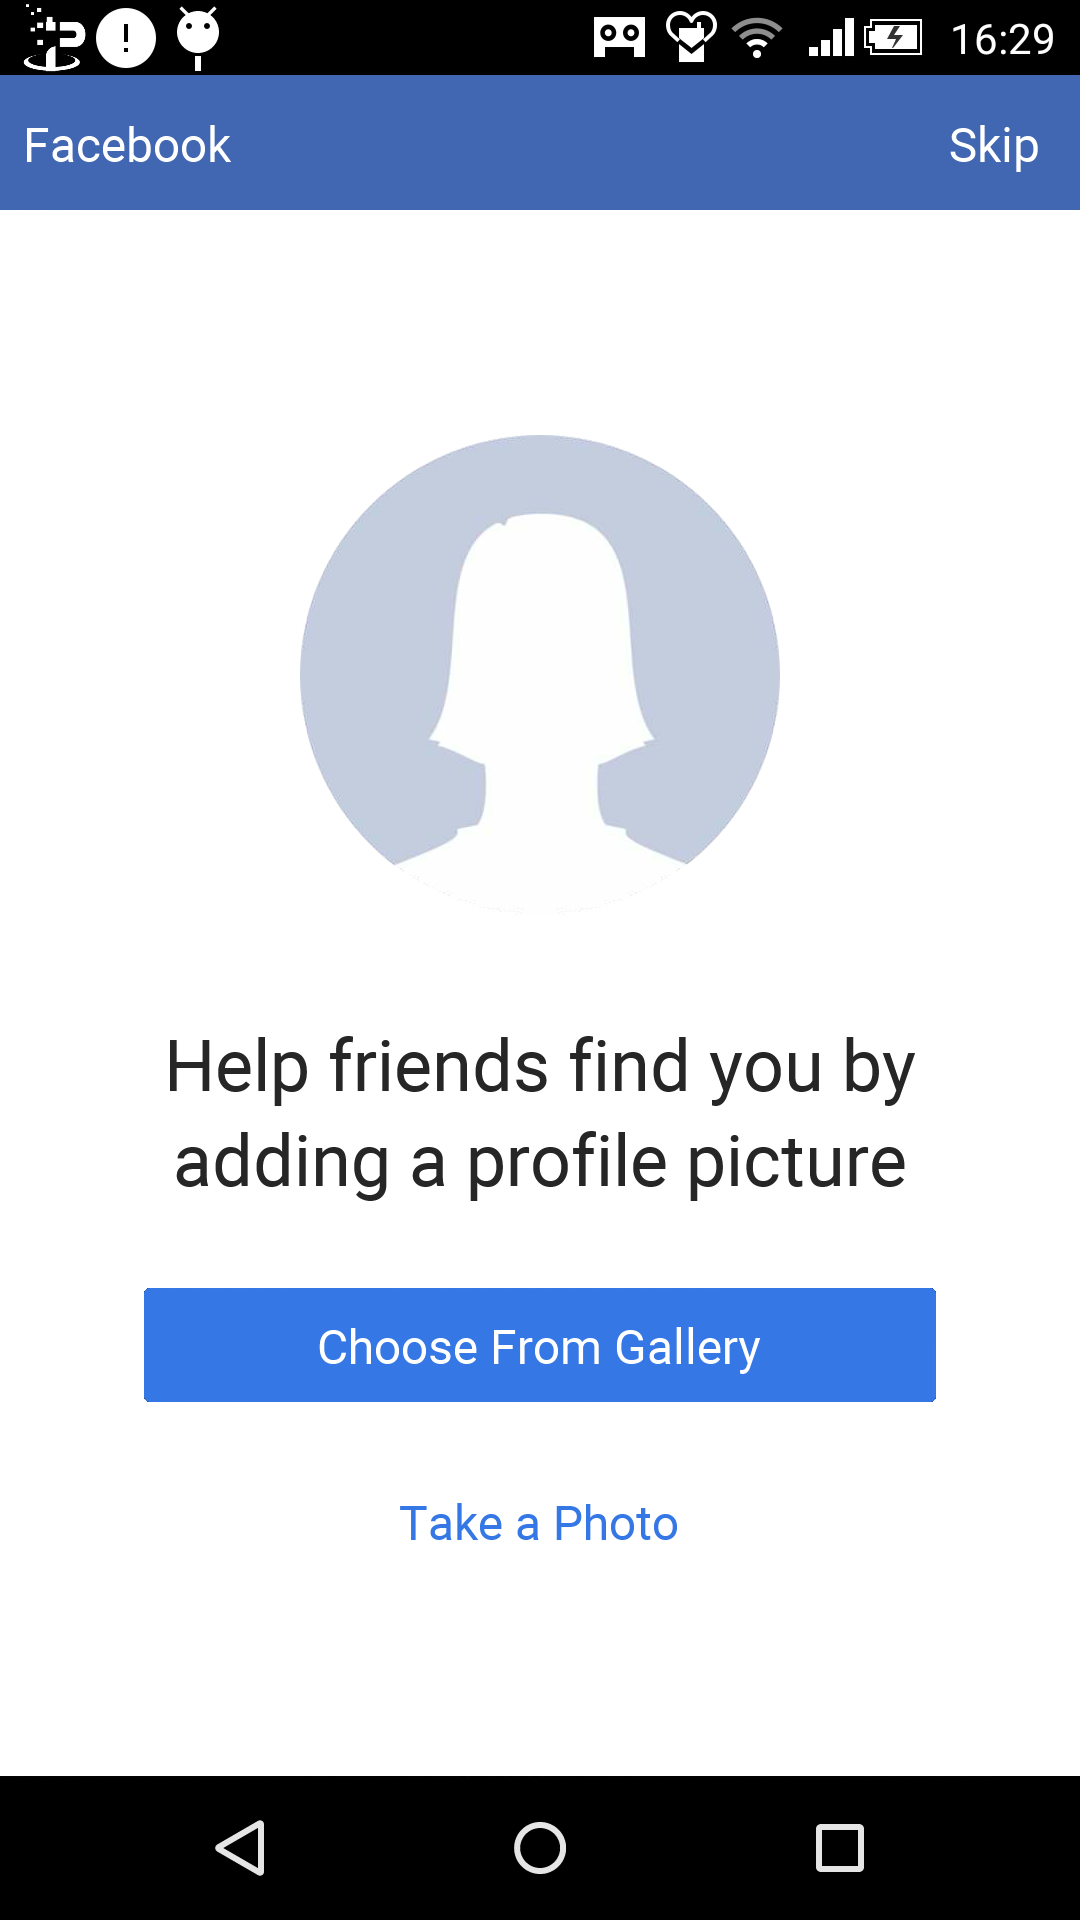 16:29
Facebook Skip
Help friends find you by
adding a profile picture
Choose From Gallery
Take a Photo